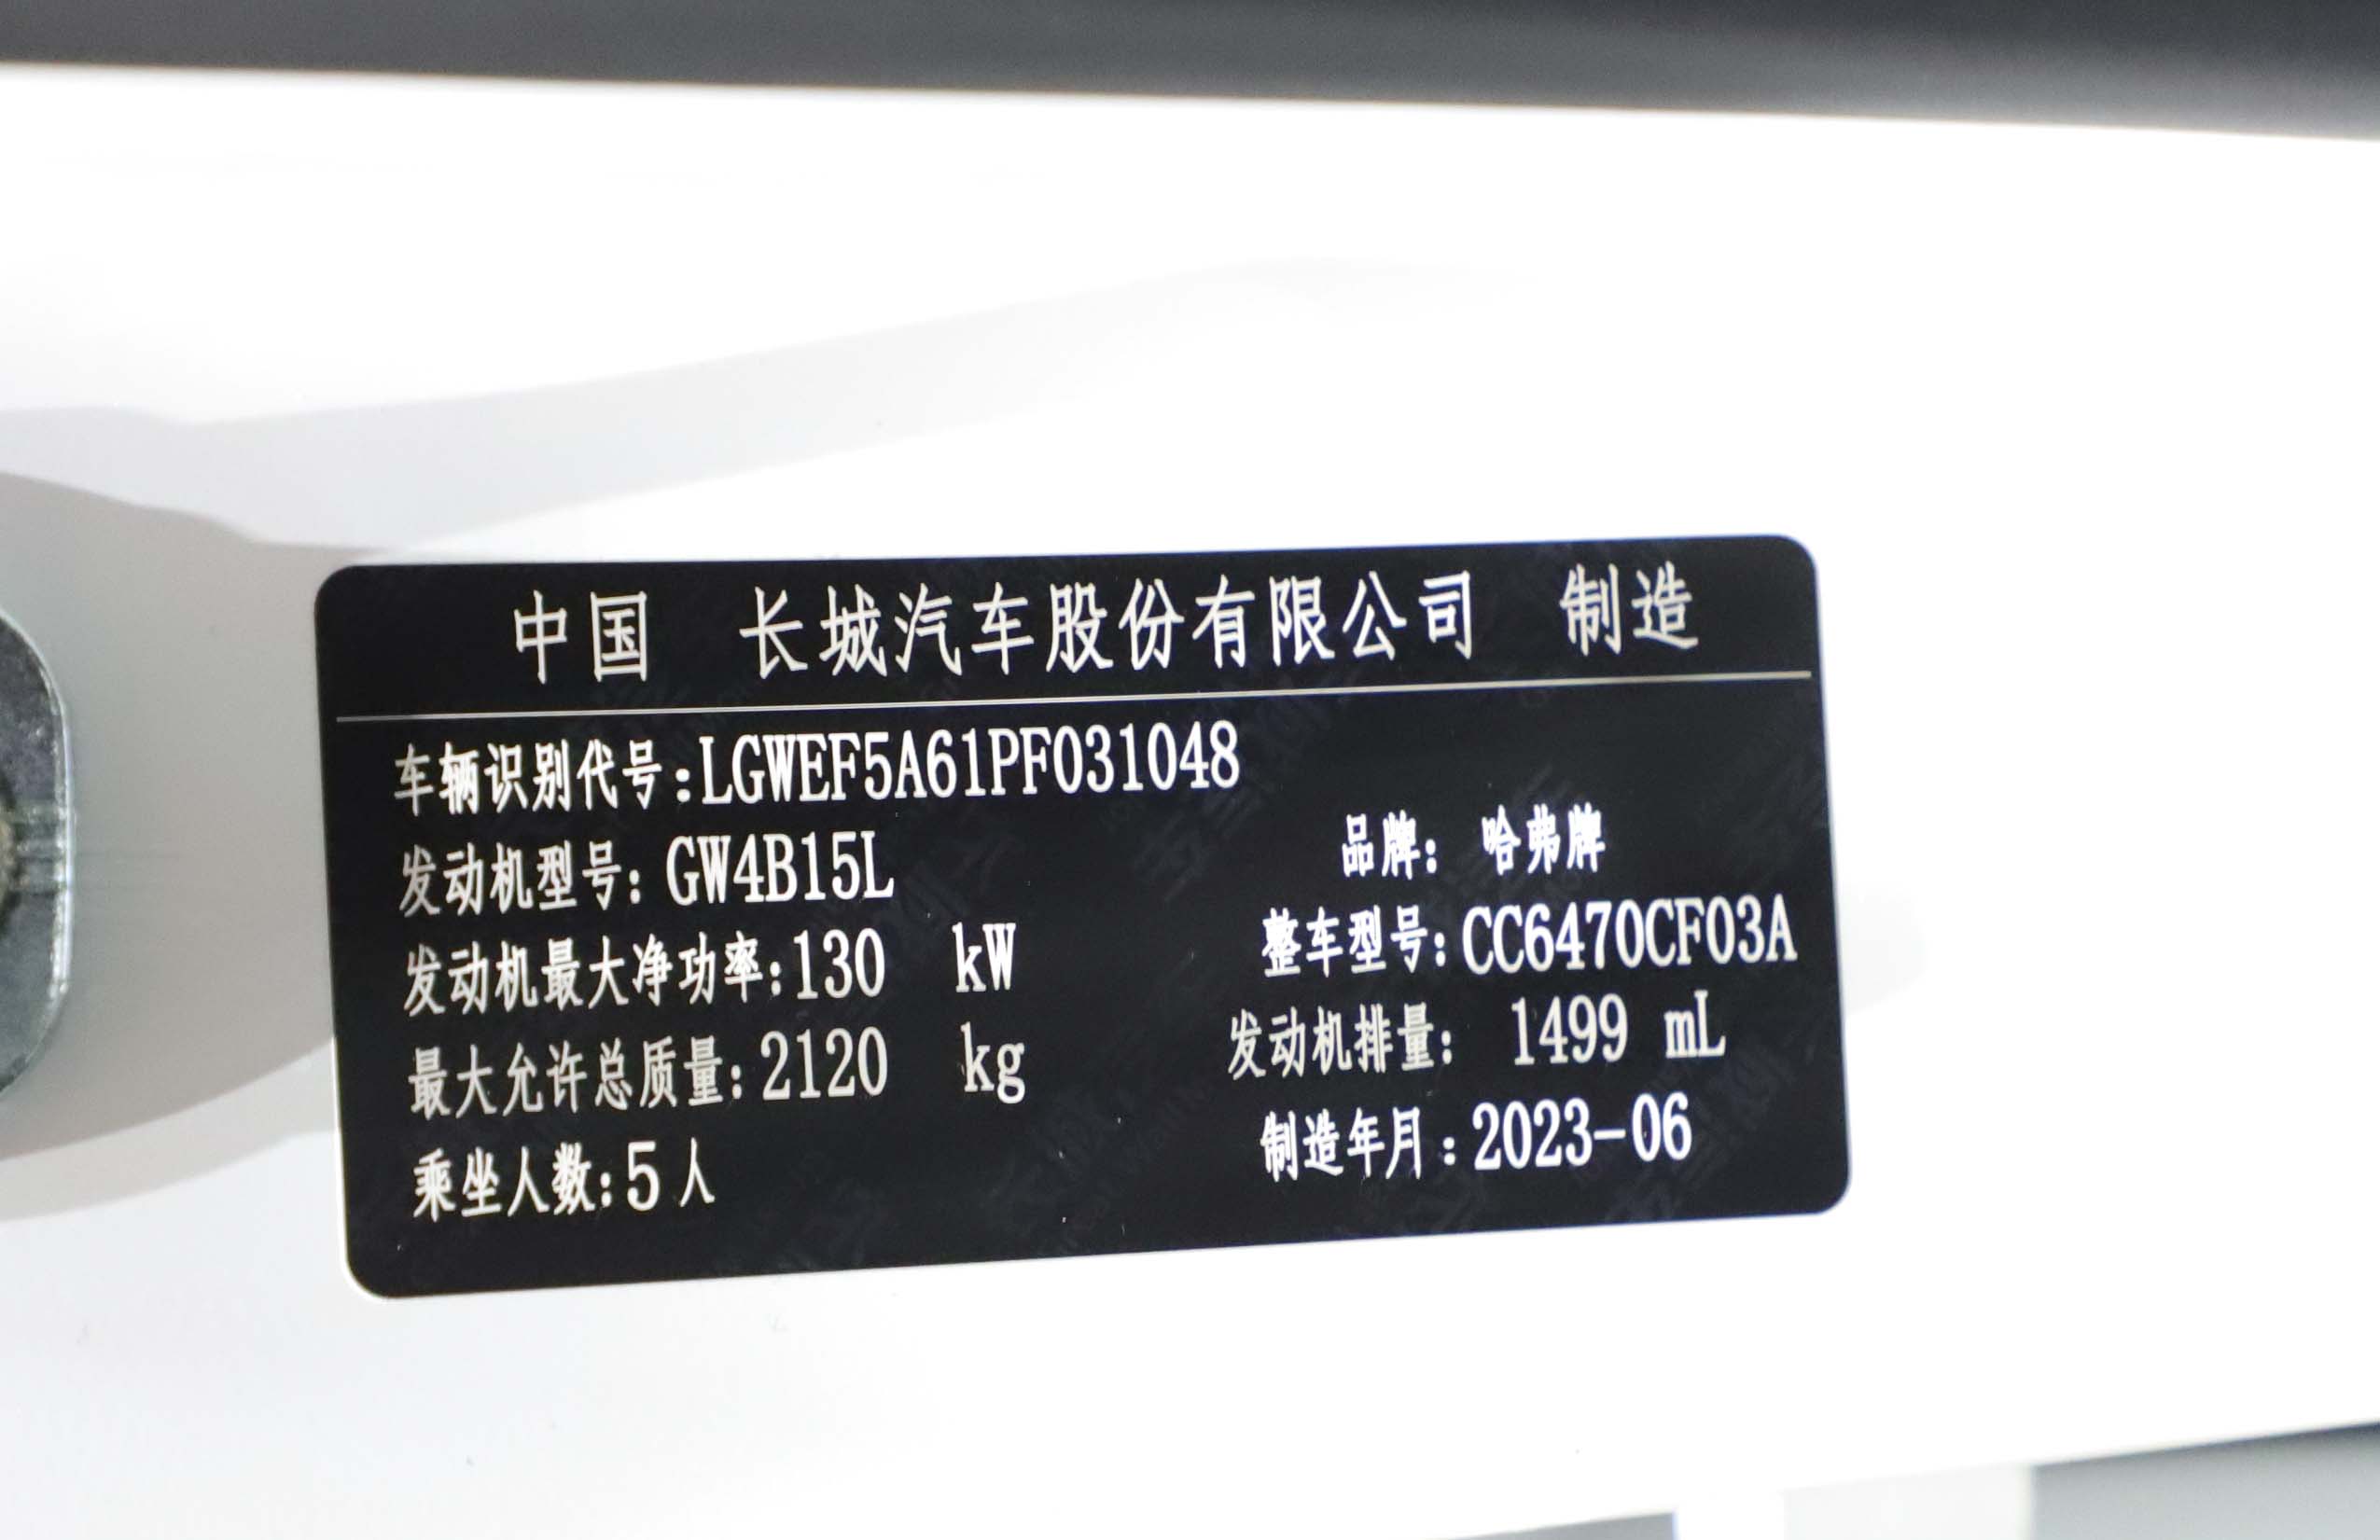 中国 长城汽车股份有限公司 制造
车辆识别代号:LGWEF5A61PF031048
发动机型号: GW4B15L
品牌: 哈弗牌
发动机最大净功率:130 kW
整车型号:CC6470CF03A
最大允许总质量:2120 kg
发动机排量: 1499 mL
乘坐人数:5人
制造年月:2023-06